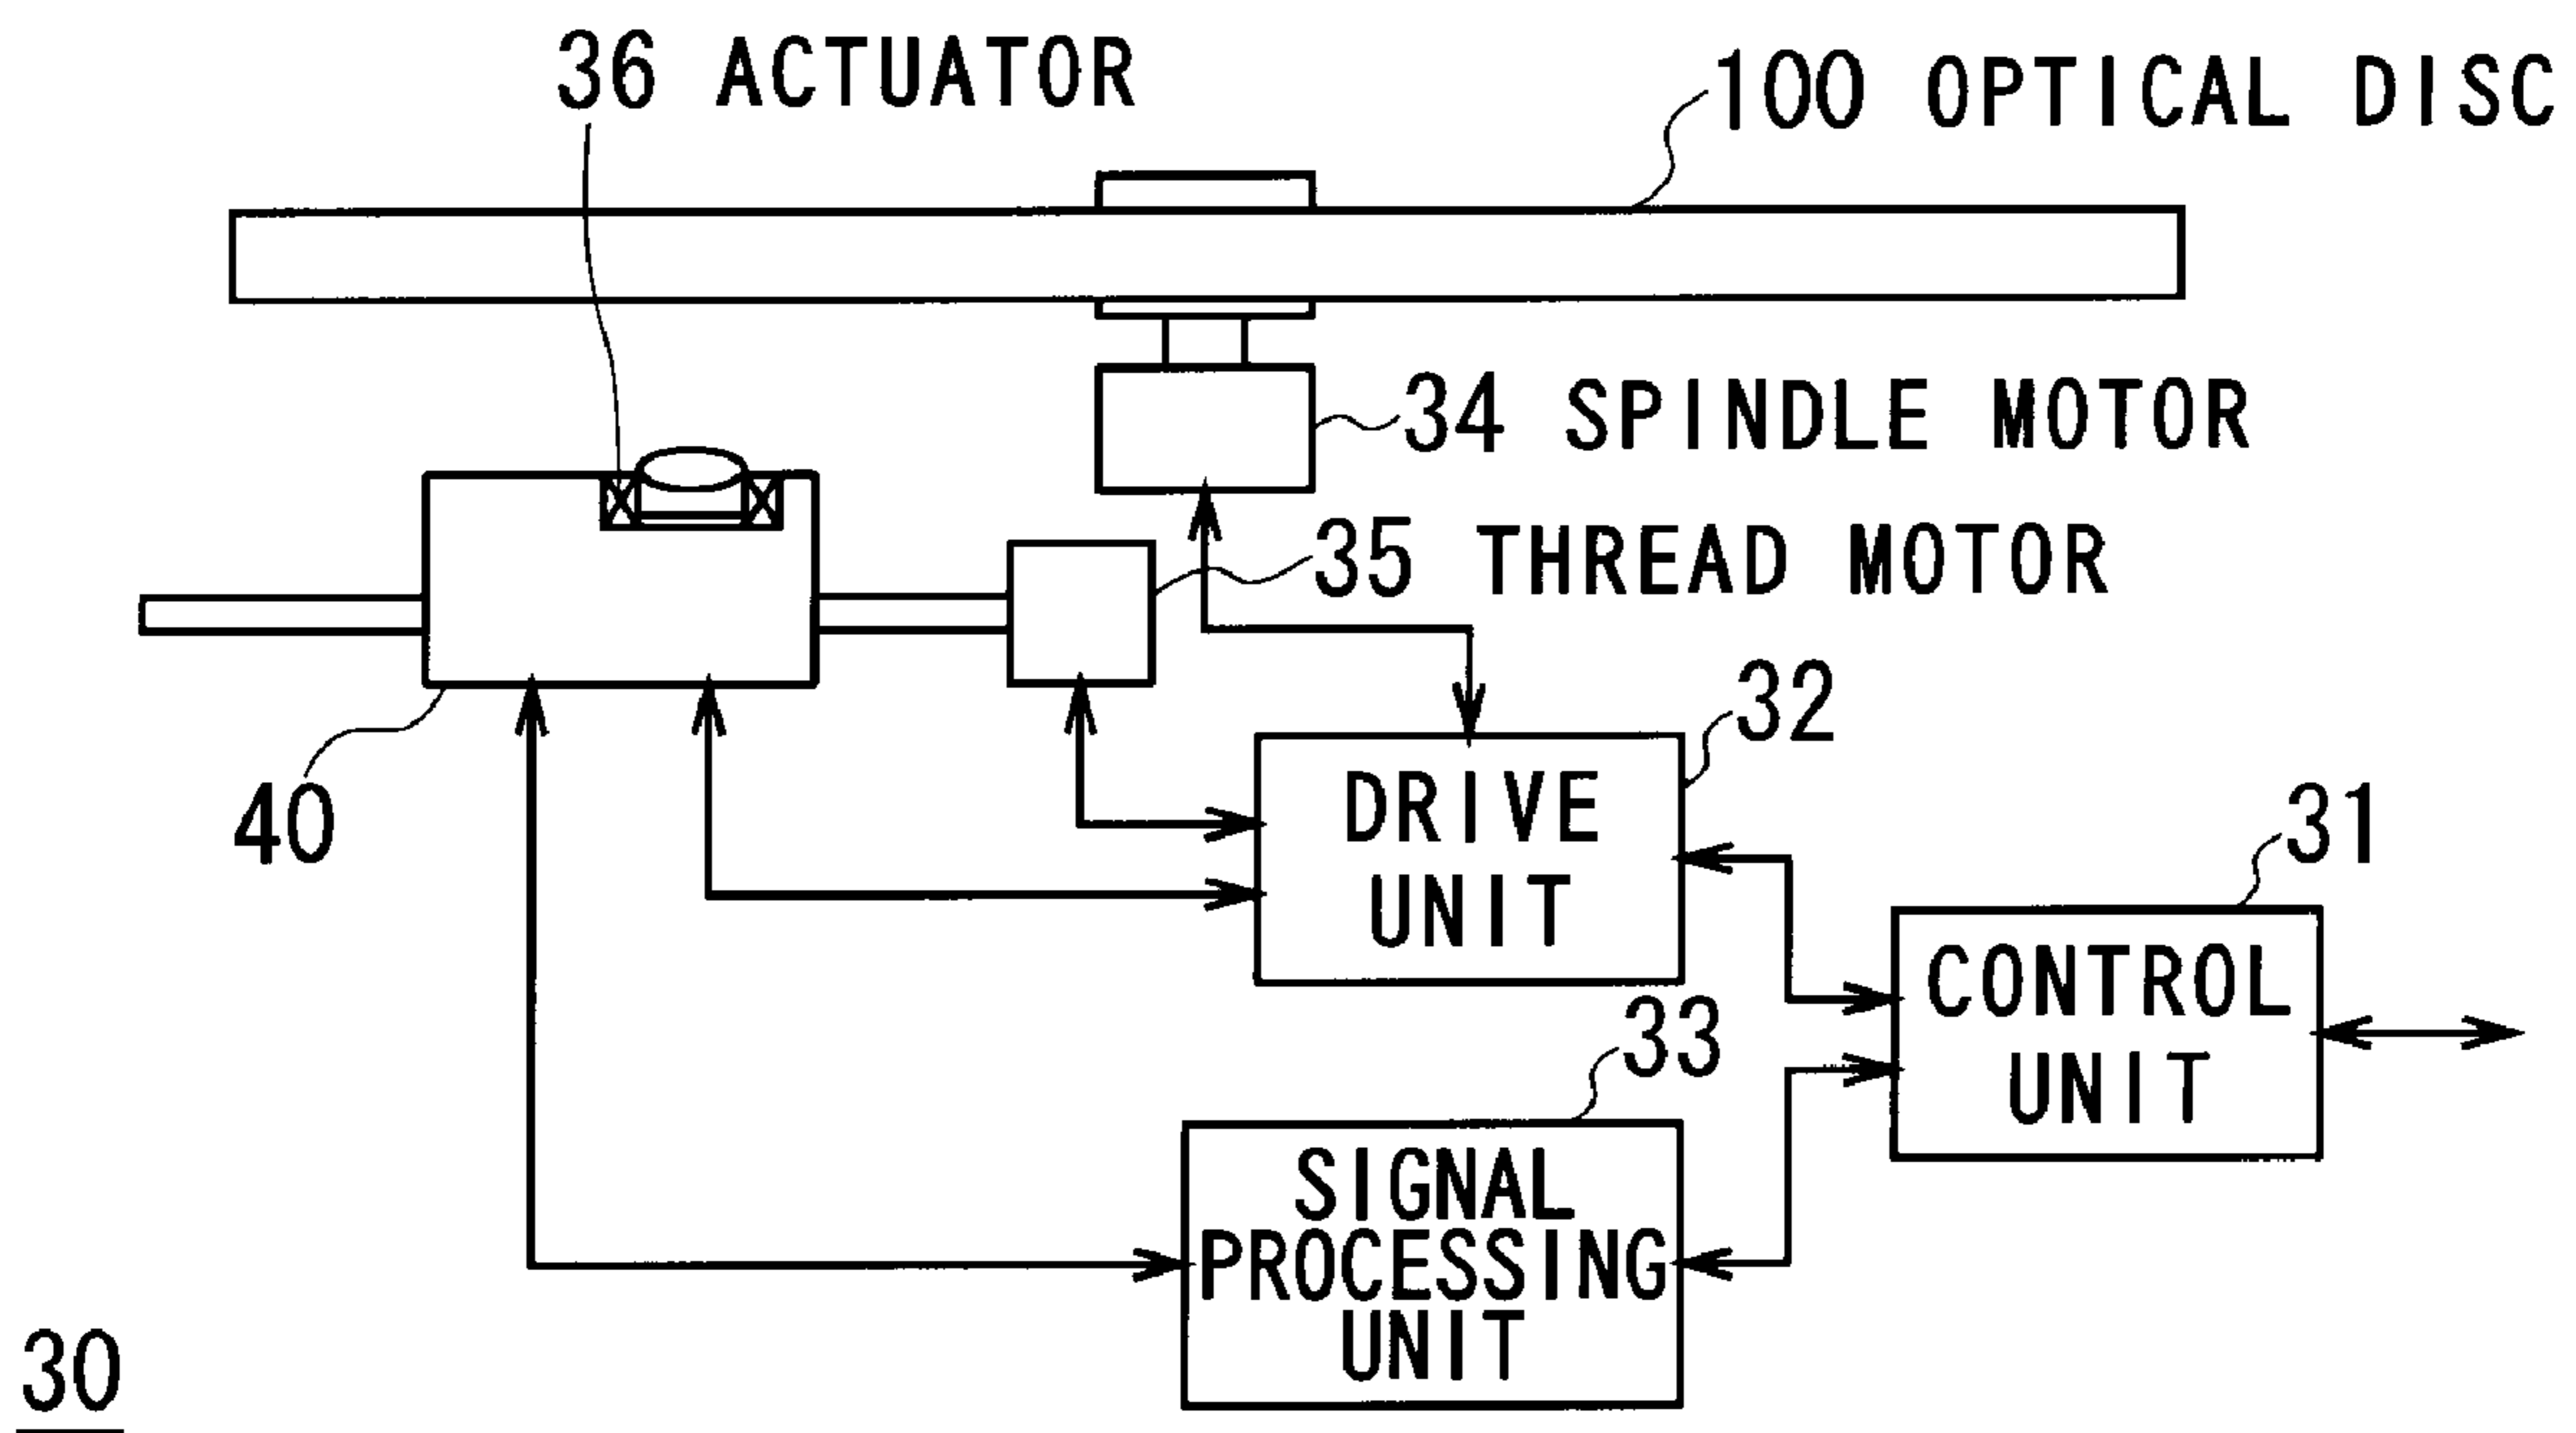 36 ACTUATOR
100 OPTICAL DISC
34 SPINDLE MOTOR
35 THREAD MOTOR
32
40
DRIVE
UNIT
31
CONTROL
UNIT
33
SIGNAL
PROCESSING
UNIT
30